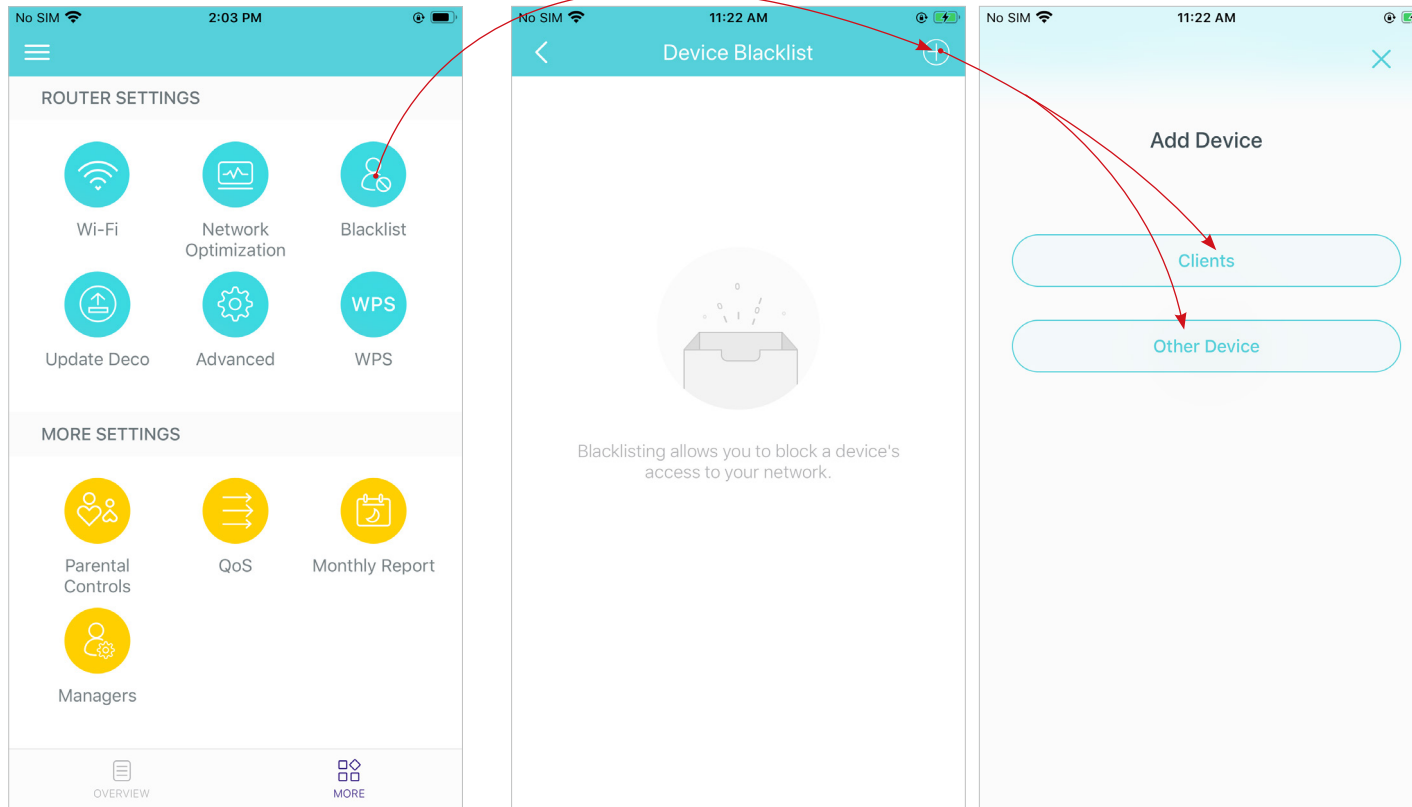 No SIM 2:03 PM
ROUTER SETTINGS
Wi-Fi
Network
Optimization
Blacklist
Update Deco
Advanced
WPS
WPS
MORE SETTINGS
Parental
Controls
QoS
Monthly Report
Managers
OVERVIEW
MORE
No SIM 11:22 AM
Device Blacklist
Blacklisting allows you to block a device's
access to your network.
No SIM 11:22 AM
Add Device
Clients
Other Device